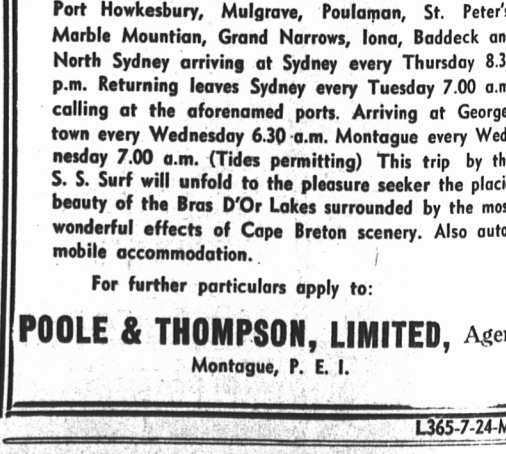 Port Howkesbury, Mulgrave, Poulaman, St. Peter's
Marble Mountian, Grand Narrows, Iona, Baddeck an
North Sydney arriving at Sydney every Thursday 8.3
p.m. Returning leaves Sydney every Tuesday 7.00 a.m
calling at the aforenamed ports. Arriving at George
town every Wednesday 6.30 a.m. Montague every Wed
nesday 7.00 a.m. (Tides permitting) This trip by th
S. S. Surf will unfold to the pleasure seeker the placi
beauty of the Bras D'Or Lakes surrounded by the mos
wonderful effects of Cape Breton scenery. Also auto
mobile accommodation.
For further particulars apply to:
POOLE & THOMPSON, LIMITED, Agen
Montague, P. E. I.
L365-7-24-M